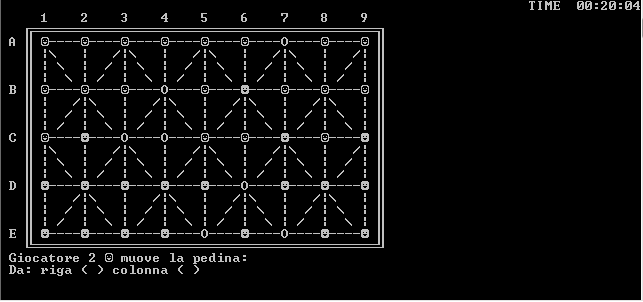 TIME 00:20:04
1 2 3 4 5 6 7 8 9
A
B
C
D
E
Giocatore 2 ☺ muove la pedina:
Da: riga ( ) colonna ( )